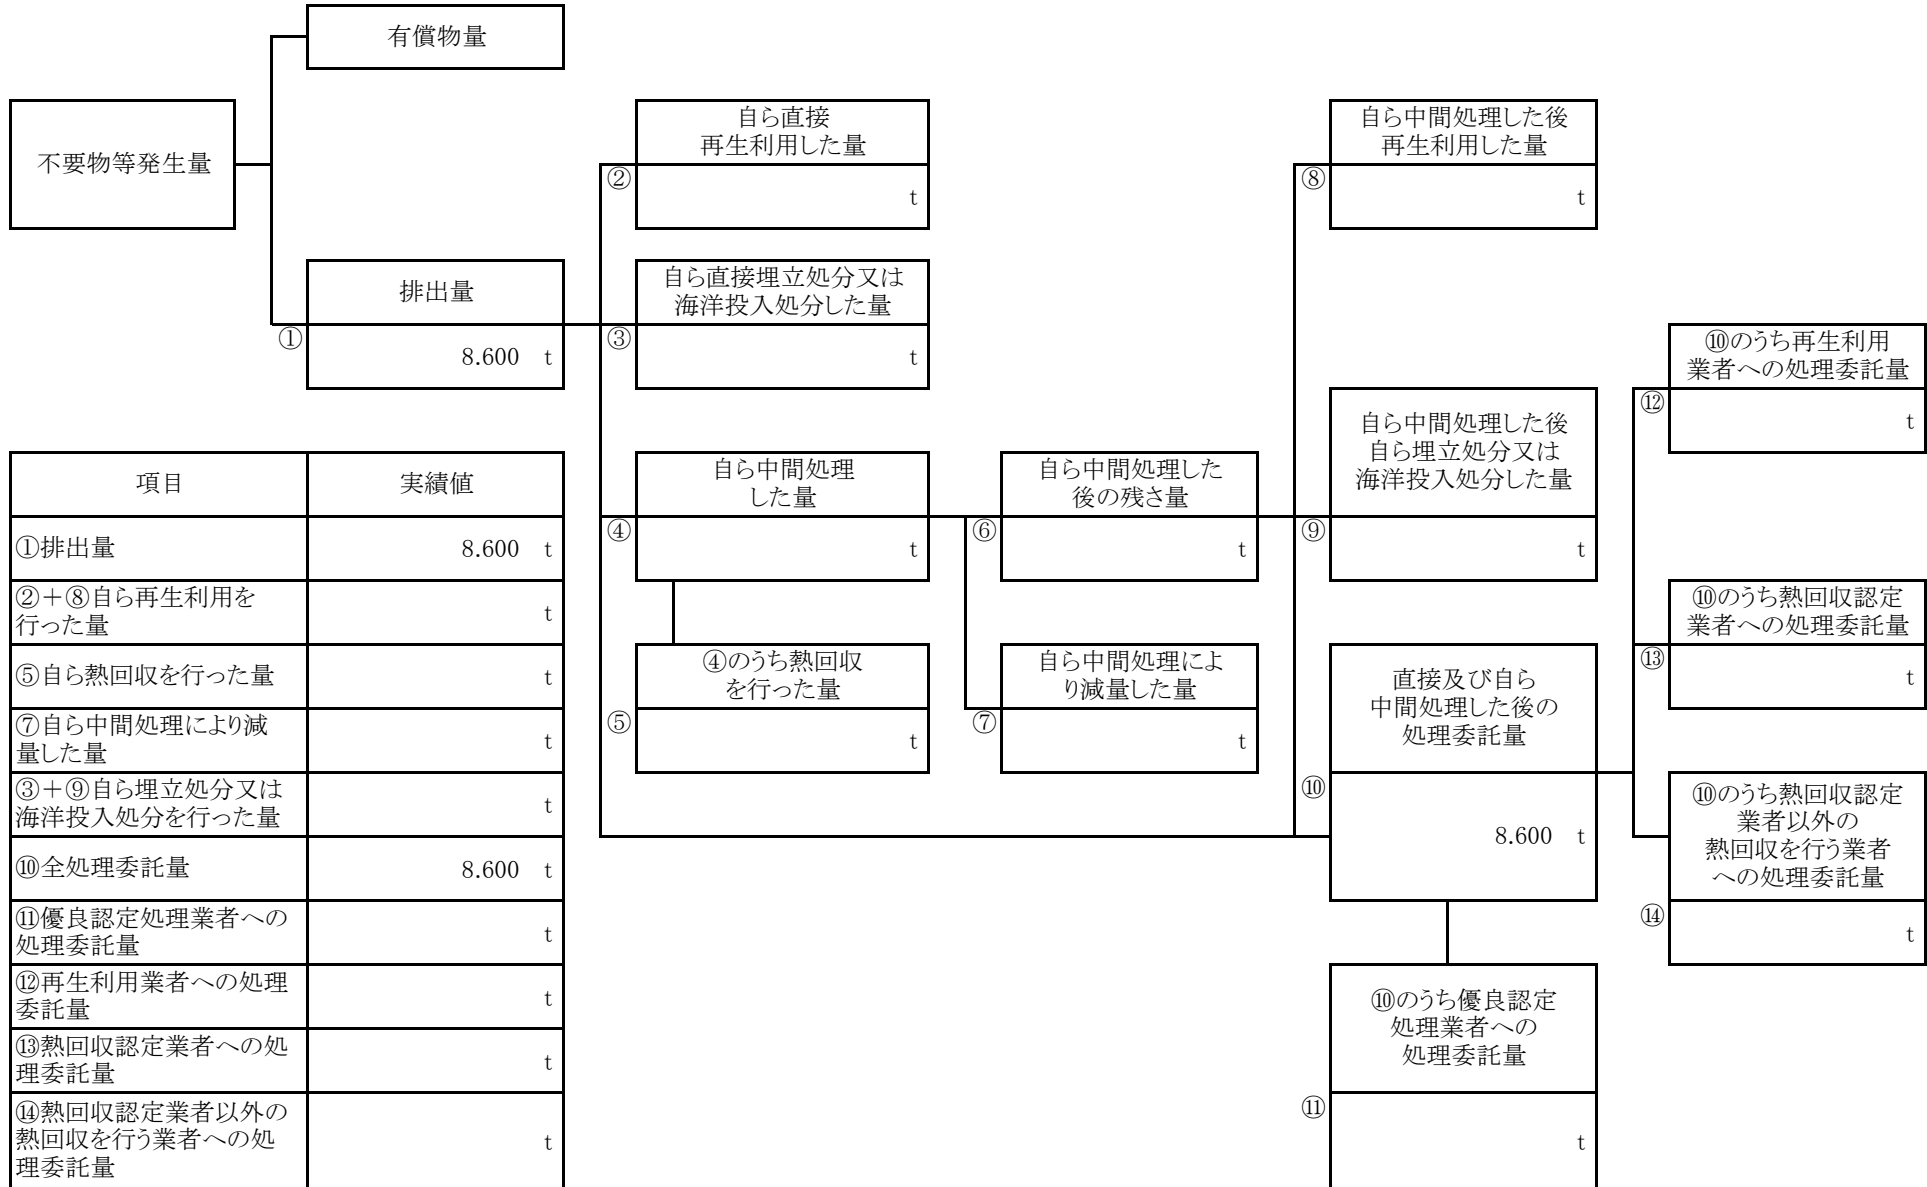 有償物量
不要物等発生量
排出量
①
8.600 t
自ら直接
再生利用した量
②
t
自ら直接埋立処分又は
海洋投入処分した量
③
t
自ら中間処理
した量
④
t
④のうち熱回収
を行った量
⑤
t
自ら中間処理した
後の残さ量
⑥
t
自ら中間処理によ
り減量した量
⑦
t
自ら中間処理した後
再生利用した量
⑧
t
自ら中間処理した後
自ら埋立処分又は
海洋投入処分した量
⑨
t
直接及び自ら
中間処理した後の
処理委託量
⑩
8.600 t
⑩のうち優良認定
処理業者への
処理委託量
⑪
t
⑩のうち再生利用
業者への処理委託量
⑫
t
⑩のうち熱回収認定
業者への処理委託量
⑬
t
⑩のうち熱回収認定
業者以外の
熱回収を行う業者
への処理委託量
⑭
t
項目 実績値
①排出量 8.600 t
②+⑧自ら再生利用を
行った量
t
⑤自ら熱回収を行った量 t
⑦自ら中間処理により減
量した量
t
③+⑨自ら埋立処分又は
海洋投入処分を行った量
t
⑩全処理委託量 8.600 t
⑪優良認定処理業者への
処理委託量
t
⑫再生利用業者への処理
委託量
t
⑬熱回収認定業者への処
理委託量
t
⑭熱回収認定業者以外の
熱回収を行う業者への処
理委託量
t